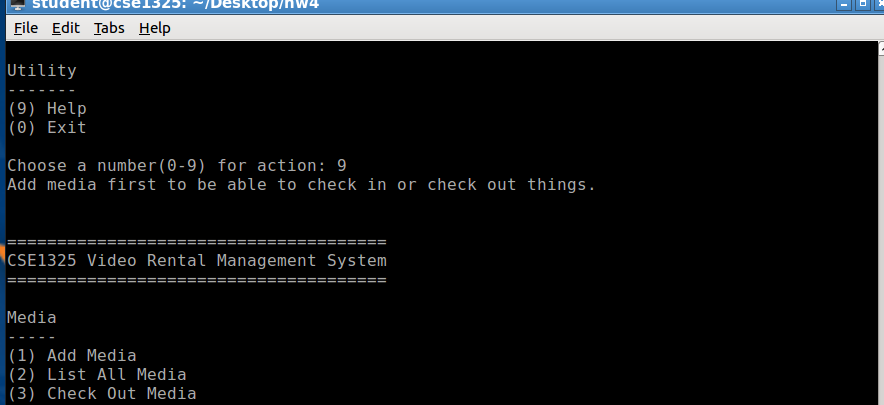 student@cse1325: ~/Desktop/hw4
File Edit Tabs Help
Utility
-------
(9) Help
(0) Exit
Choose a number(0-9) for action: 9
Add media first to be able to check in or check out things.
======================================
CSE1325 Video Rental Management System
======================================
Media
-----
(1) Add Media
(2) List All Media
(3) Check Out Media